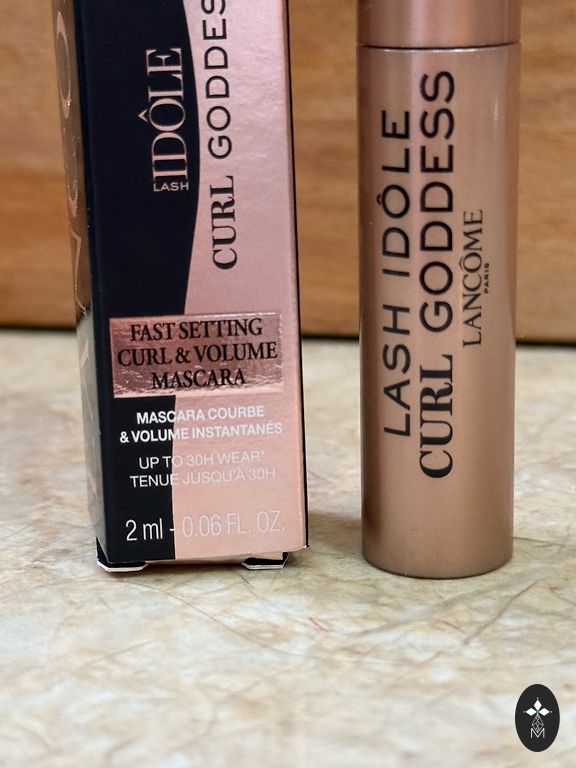 LASH IDÔLE
CURL GODDES
FAST SETTING
CURL & VOLUME
MASCARA
MASCARA COURBE
& VOLUME INSTANTANÉS
UP TO 30H WEAR*
TENUE JUSQU'À 30H
2 ml - 0.06 FL. OZ.
LASH IDÔLE
CURL GODDESS
LANCÔME
PARIS